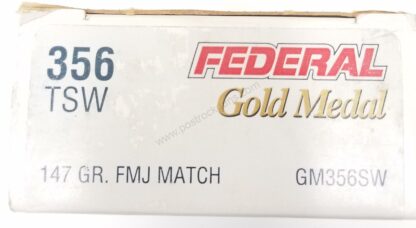 356 FEDERAL
TSW Gold Medal
147 GR. FMJ MATCH GM356SW